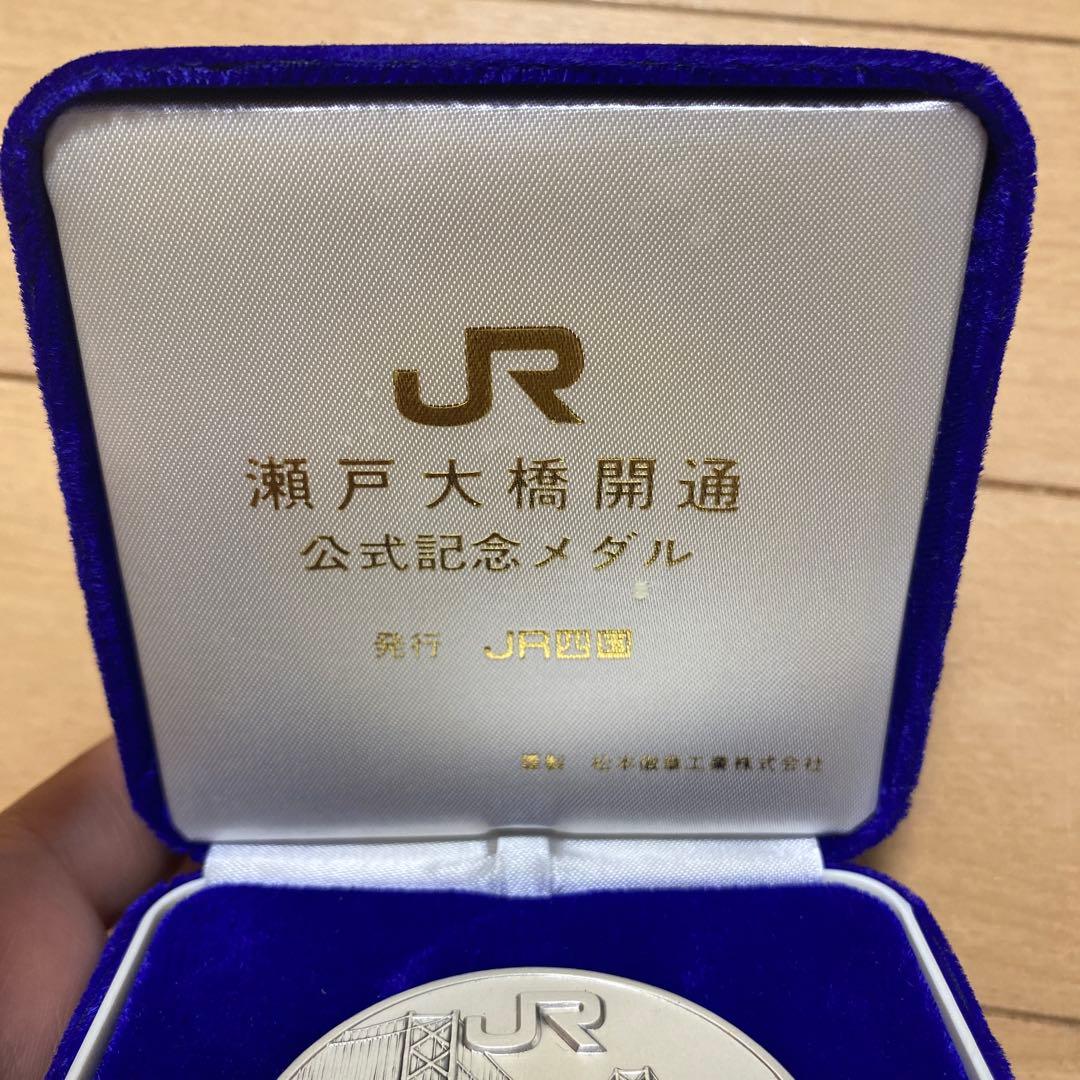 JR
瀬戸大橋開通
公式記念メダル
発行 JR四国
謹製 松本徽章工業株式会社
JR